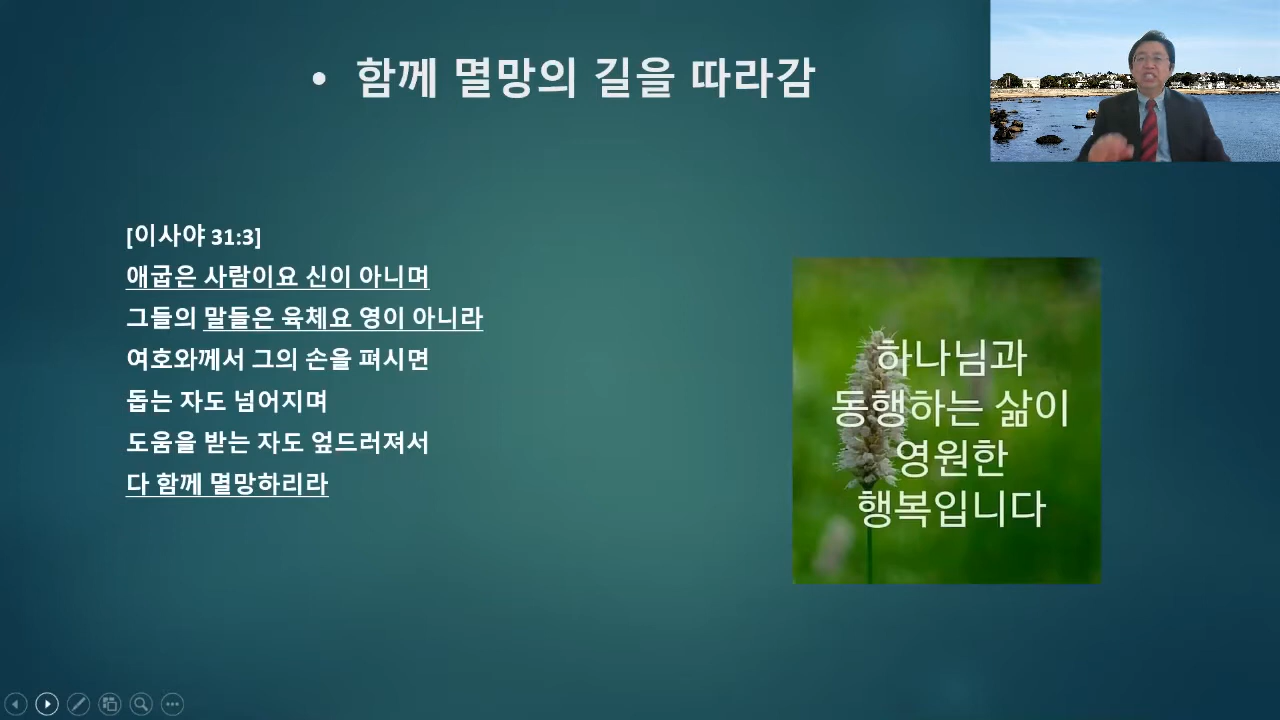 • 함께 멸망의 길을 따라감
[이사야 31:3]
애굽은 사람이요 신이 아니며
그들의 말들은 육체요 영이 아니라
여호와께서 그의 손을 펴시면
돕는 자도 넘어지며
도움을 받는 자도 엎드러져서
다 함께 멸망하리라
하나님과
동행하는 삶이
영원한
행복입니다